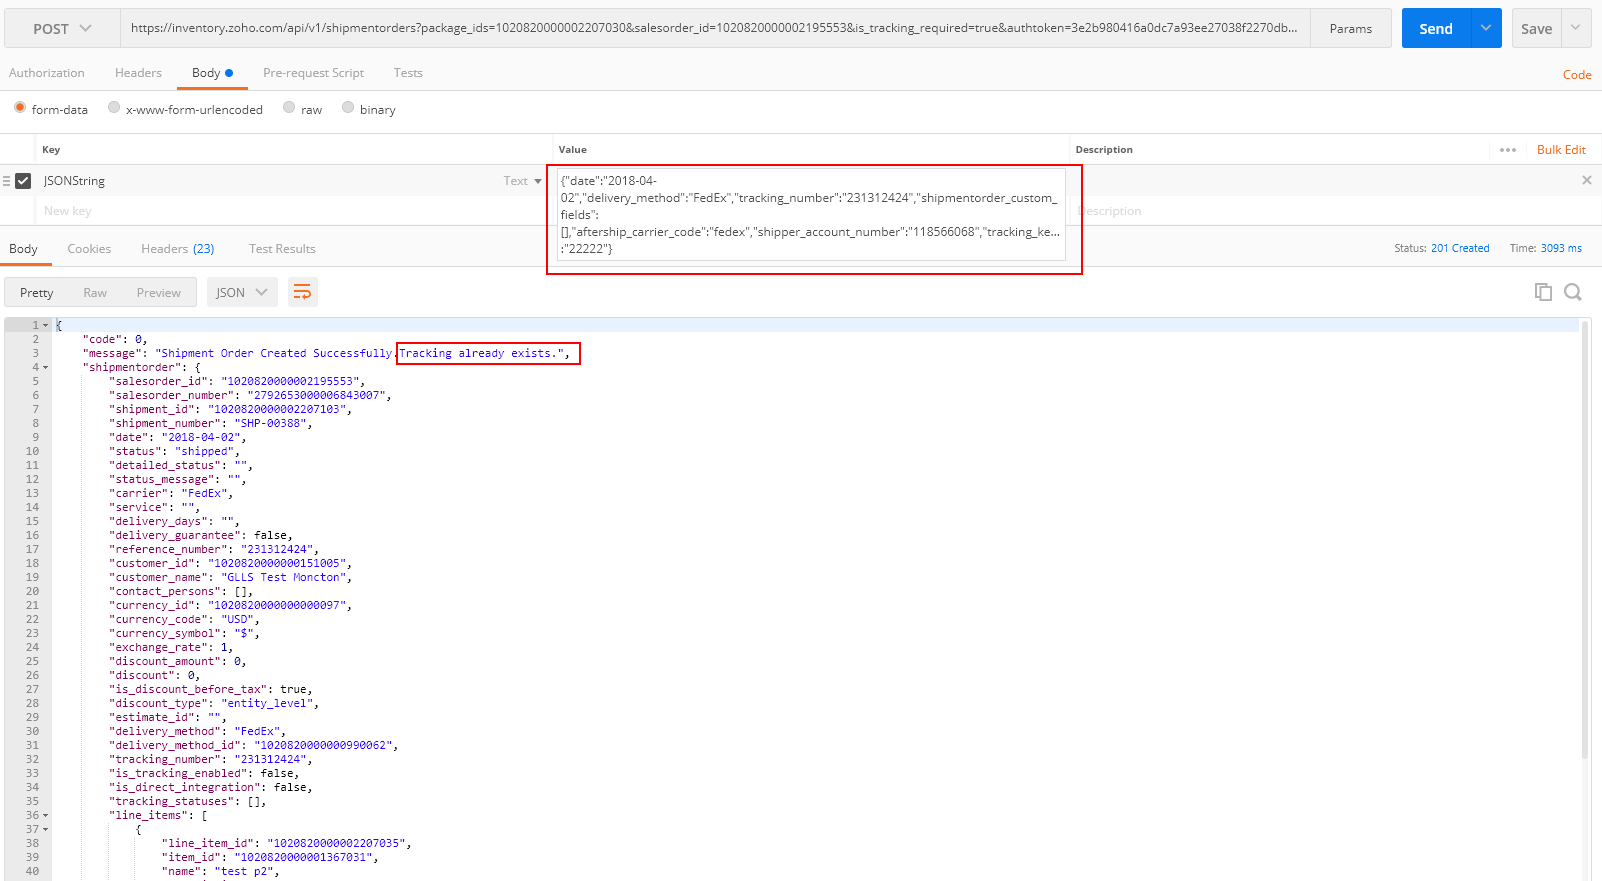 POST https://inventory.zoho.com/api/v1/shipmentorders?package_ids=1020820000002207030&salesorder_id=1020820000002195553&is_tracking_required=true&authtoken=3e2b980416a0dc7a93ee27038f2270db... Params Send Save
Authorization Headers Body Pre-request Script Tests Code
form-data x-www-form-urlencoded raw binary
Key Value Description ••• Bulk Edit
JSONString Text
{"date":"2018-04-
02","delivery_method":"FedEx","tracking_number":"231312424","shipmentorder_custom_
fields":
[],"aftership_carrier_code":"fedex","shipper_account_number":"118566068","tracking_ke...
:"22222"}
New key Description
Body Cookies Headers (23) Test Results Status: 201 Created Time: 3093 ms
Pretty Raw Preview JSON
1 {
2 "code": 0,
3 "message": "Shipment Order Created Successfully.Tracking already exists.",
4 "shipmentorder": {
5 "salesorder_id": "1020820000002195553",
6 "salesorder_number": "2792653000006843007",
7 "shipment_id": "1020820000002207103",
8 "shipment_number": "SHP-00388",
9 "date": "2018-04-02",
10 "status": "shipped",
11 "detailed_status": "",
12 "status_message": "",
13 "carrier": "FedEx",
14 "service": "",
15 "delivery_days": "",
16 "delivery_guarantee": false,
17 "reference_number": "231312424",
18 "customer_id": "1020820000000151005",
19 "customer_name": "GLLS Test Moncton",
20 "contact_persons": [],
21 "currency_id": "1020820000000000097",
22 "currency_code": "USD",
23 "currency_symbol": "$",
24 "exchange_rate": 1,
25 "discount_amount": 0,
26 "discount": 0,
27 "is_discount_before_tax": true,
28 "discount_type": "entity_level",
29 "estimate_id": "",
30 "delivery_method": "FedEx",
31 "delivery_method_id": "1020820000000990062",
32 "tracking_number": "231312424",
33 "is_tracking_enabled": false,
34 "is_direct_integration": false,
35 "tracking_statuses": [],
36 "line_items": [
37 {
38 "line_item_id": "1020820000002207035",
39 "item_id": "1020820000001367031",
40 "name": "test p2",